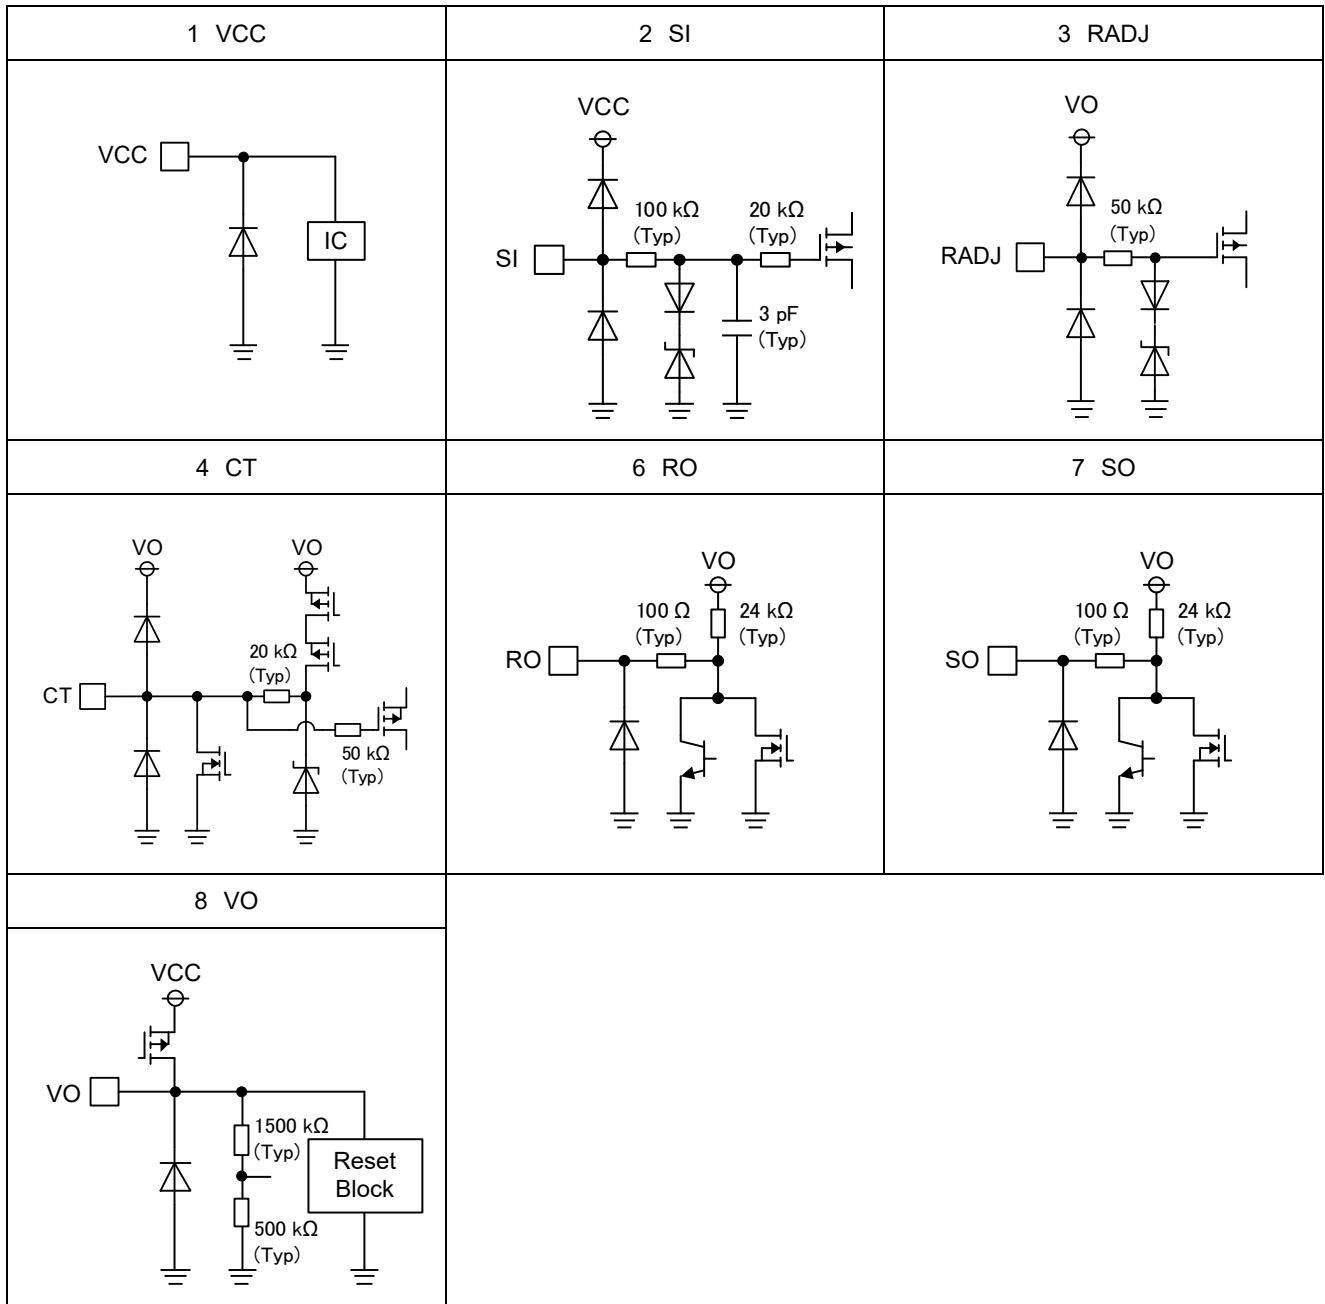 1 VCC
2 SI
3 RADJ
VCC
IC
VCC
SI
100 kΩ
(Typ)
20 kΩ
(Typ)
3 pF
(Typ)
VO
RADJ
50 kΩ
(Typ)
4 CT
6 RO
7 SO
VO
VO
CT
20 kΩ
(Typ)
50 kΩ
(Typ)
VO
RO
100 Ω
(Typ)
24 kΩ
(Typ)
VO
SO
100 Ω
(Typ)
24 kΩ
(Typ)
8 VO
VCC
VO
1500 kΩ
(Typ)
500 kΩ
(Typ)
Reset
Block